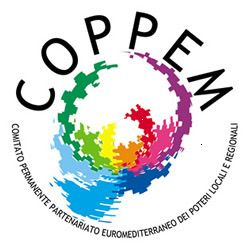 COPPEM
COMITATO PERMANENTE PARTENARIATO EUROMEDITERRANEO DEI POTERI LOCALI E REGIONALI